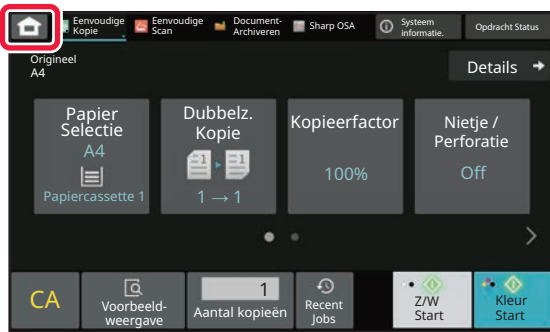 Eenvoudige
Kopie
Eenvoudige
Scan
Document-
Archiveren
Sharp OSA
Systeem
informatie.
Opdracht Status
Origineel
A4
Details
Papier
Selectie
A4
Papiercassette 1
Dubbelz.
Kopie
1 → 1
Kopieerfactor
100%
Nietje /
Perforatie
Off
CA
Voorbeeld-
weergave
1
Aantal kopieën
Recent
Jobs
Z/W
Start
Kleur
Start